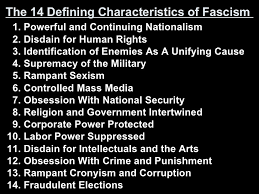 The 14 Defining Characteristics of Fascism
1. Powerful and Continuing Nationalism
2. Disdain for Human Rights
3. Identification of Enemies As A Unifying Cause
4. Supremacy of the Military
5. Rampant Sexism
6. Controlled Mass Media
7. Obsession With National Security
8. Religion and Government Intertwined
9. Corporate Power Protected
10. Labor Power Suppressed
11. Disdain for Intellectuals and the Arts
12. Obsession With Crime and Punishment
13. Rampant Cronyism and Corruption
14. Fraudulent Elections